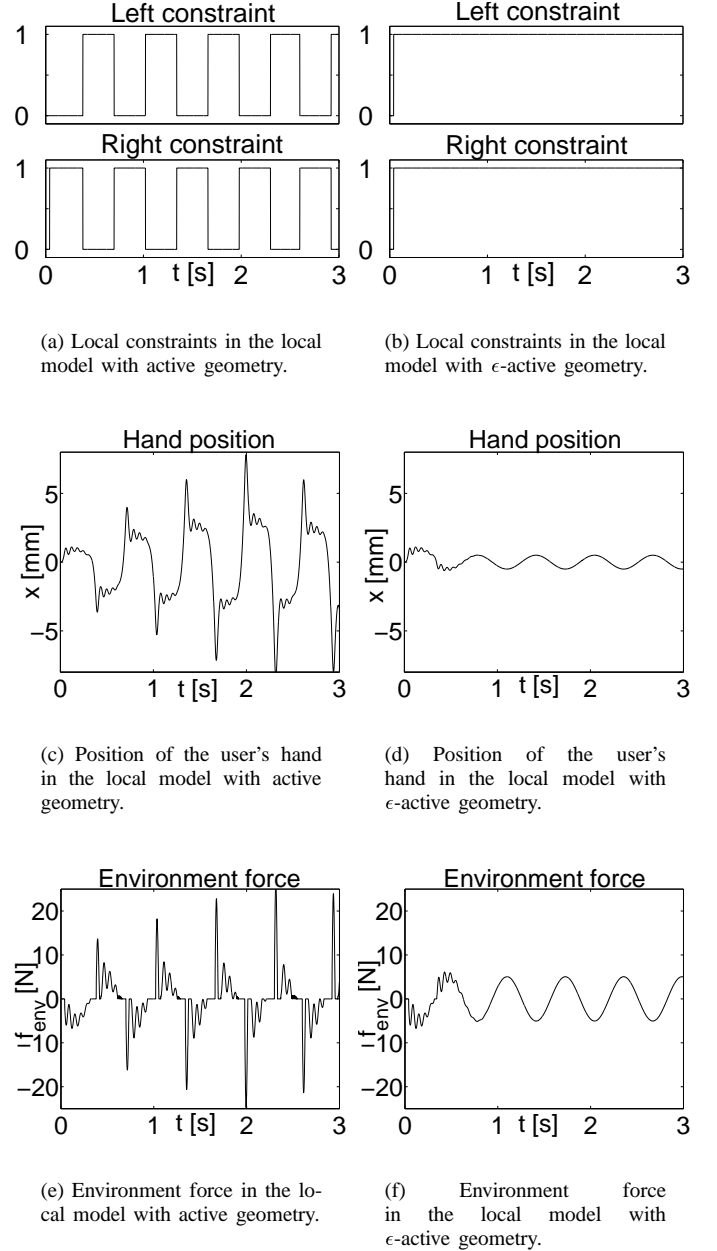 Left constraint
1
0
Right constraint
1
0
0 1 2 3
t [s]
Left constraint
1
0
Right constraint
1
0
0 1 2 3
t [s]
(a) Local constraints in the local
model with active geometry.
(b) Local constraints in the local
model with ϵ-active geometry.
Hand position
x [mm]
5
0
−5
0 1 2 3
t [s]
Hand position
x [mm]
5
0
−5
0 1 2 3
t [s]
(c) Position of the user's hand
in the local model with active
geometry.
(d) Position of the user's
hand in the local model with
ϵ-active geometry.
Environment force
f_env [N]
20
10
0
−10
−20
0 1 2 3
t [s]
Environment force
f_env [N]
20
10
0
−10
−20
0 1 2 3
t [s]
(e) Environment force in the lo-
cal model with active geometry.
(f) Environment force
in the local model with
ϵ-active geometry.